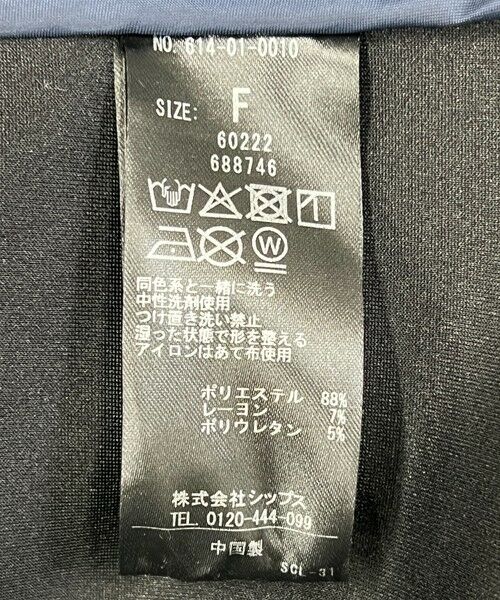 NO. 614-01-0010
SIZE: F
60222
688746
W
同色系と一緒に洗う
中性洗剤使用
つけ置き洗い禁止
湿った状態で形を整える
アイロンはあて布使用
ポリエステル 88%
レーヨン 7%
ポリウレタン 5%
株式会社シップス
TEL. 0120-444-099
中国製
SCL-31